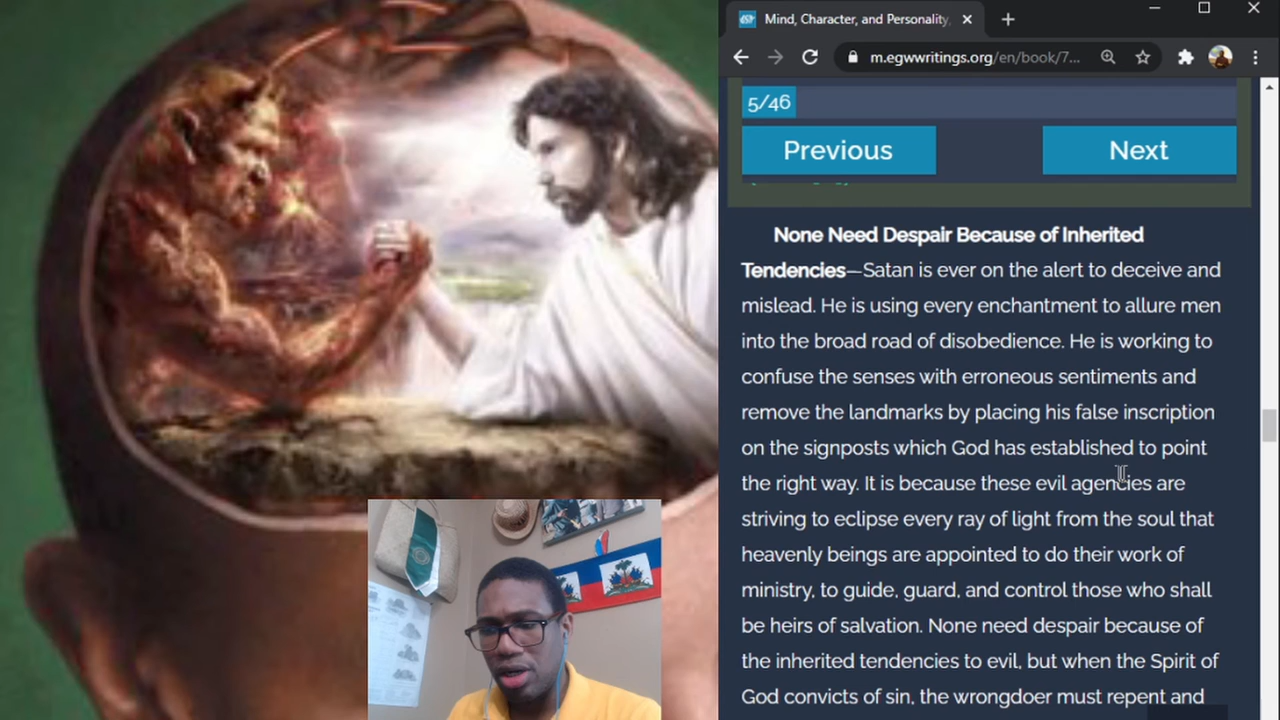 Mind, Character, and Personality,
m.egwwritings.org/en/book/7...
5/46
Previous
Next
None Need Despair Because of Inherited
Tendencies—Satan is ever on the alert to deceive and
mislead. He is using every enchantment to allure men
into the broad road of disobedience. He is working to
confuse the senses with erroneous sentiments and
remove the landmarks by placing his false inscription
on the signposts which God has established to point
the right way. It is because these evil agencies are
striving to eclipse every ray of light from the soul that
heavenly beings are appointed to do their work of
ministry, to guide, guard, and control those who shall
be heirs of salvation. None need despair because of
the inherited tendencies to evil, but when the Spirit of
God convicts of sin, the wrongdoer must repent and